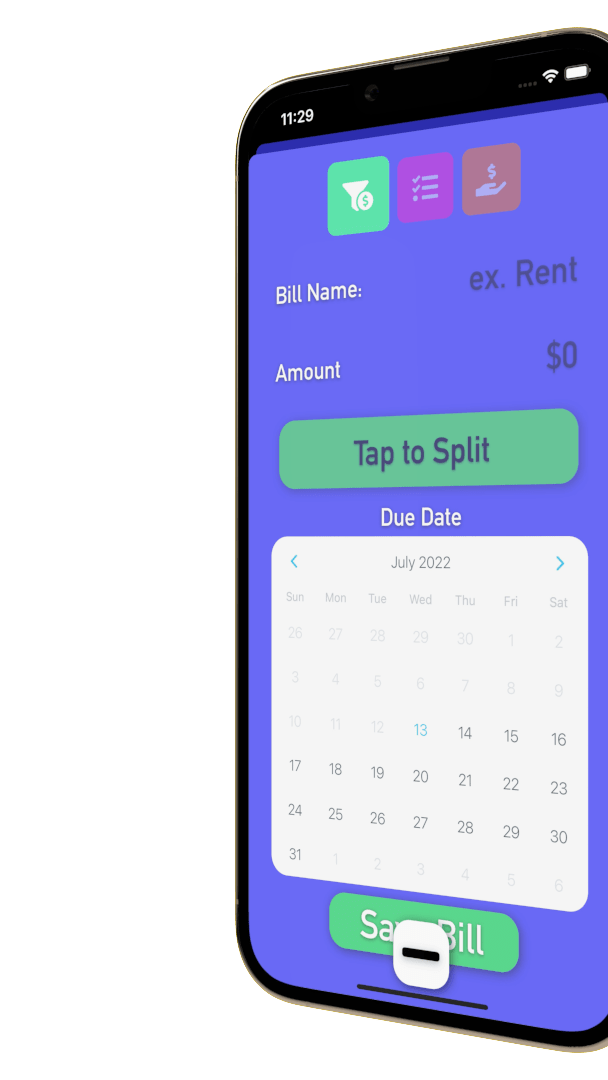 11:29
Bill Name:
ex. Rent
Amount
$0
Tap to Split
Due Date
July 2022
Sun Mon Tue Wed Thu Fri Sat
26 27 28 29 30 1 2
3 4 5 6 7 8 9
10 11 12 13 14 15 16
17 18 19 20 21 22 23
24 25 26 27 28 29 30
31 1 2 3 4 5 6
Bill